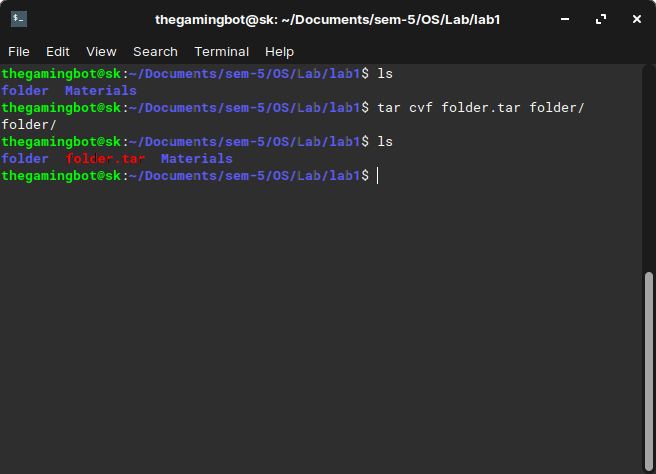 thegamingbot@sk: ~/Documents/sem-5/OS/Lab/lab1
File Edit View Search Terminal Help
thegamingbot@sk:~/Documents/sem-5/OS/Lab/lab1$ ls
folder  Materials
thegamingbot@sk:~/Documents/sem-5/OS/Lab/lab1$ tar cvf folder.tar folder/
folder/
thegamingbot@sk:~/Documents/sem-5/OS/Lab/lab1$ ls
folder  folder.tar  Materials
thegamingbot@sk:~/Documents/sem-5/OS/Lab/lab1$